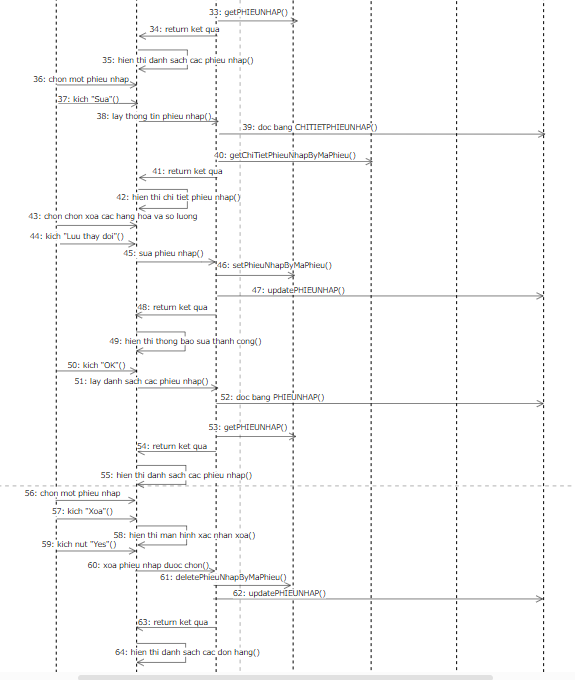 33: getPHIEUNHAP()
34: return ket qua
35: hien thi danh sach cac phieu nhap()
36: chon mot phieu nhap
37: kich "Sua"()
38: lay thong tin phieu nhap()
39: doc bang CHITIETPHIEUNHAP()
40: getChiTietPhieuNhapByMaPhieu()
41: return ket qua
42: hien thi chi tiet phieu nhap()
43: chon chon xoa cac hang hoa va so luong
44: kich "Luu thay doi"()
45: sua phieu nhap()
46: setPhieuNhapByMaPhieu()
47: updatePHIEUNHAP()
48: return ket qua
49: hien thi thong bao sua thanh cong()
50: kich "OK"()
51: lay danh sach cac phieu nhap()
52: doc bang PHIEUNHAP()
53: getPHIEUNHAP()
54: return ket qua
55: hien thi danh sach cac phieu nhap()
56: chon mot phieu nhap
57: kich "Xoa"()
58: hien thi man hinh xac nhan xoa()
59: kich nut "Yes"()
60: xoa phieu nhap duoc chon()
61: deletePhieuNhapByMaPhieu()
62: updatePHIEUNHAP()
63: return ket qua
64: hien thi danh sach cac don hang()